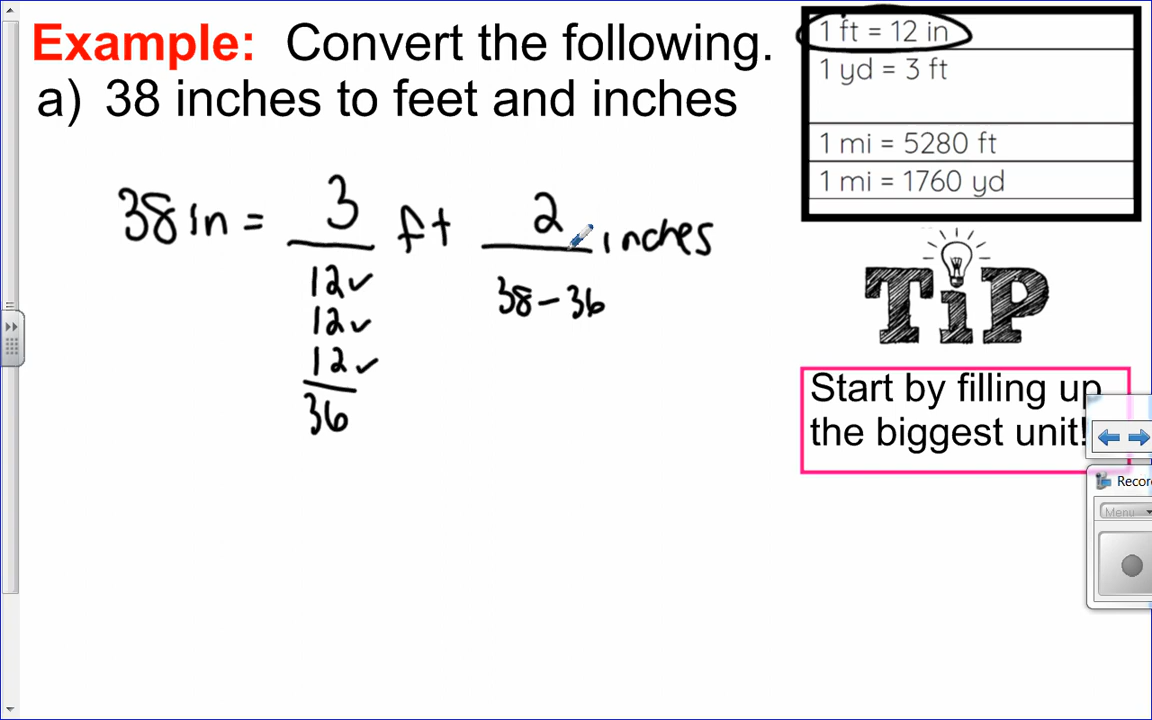 Example: Convert the following.
a) 38 inches to feet and inches
38 in = 3 ft 2 inches
12✓
12✓
12✓
36
38 - 36
1 ft = 12 in
1 yd = 3 ft
1 mi = 5280 ft
1 mi = 1760 yd
TiP
Start by filling up
the biggest unit!
Recor
Menu